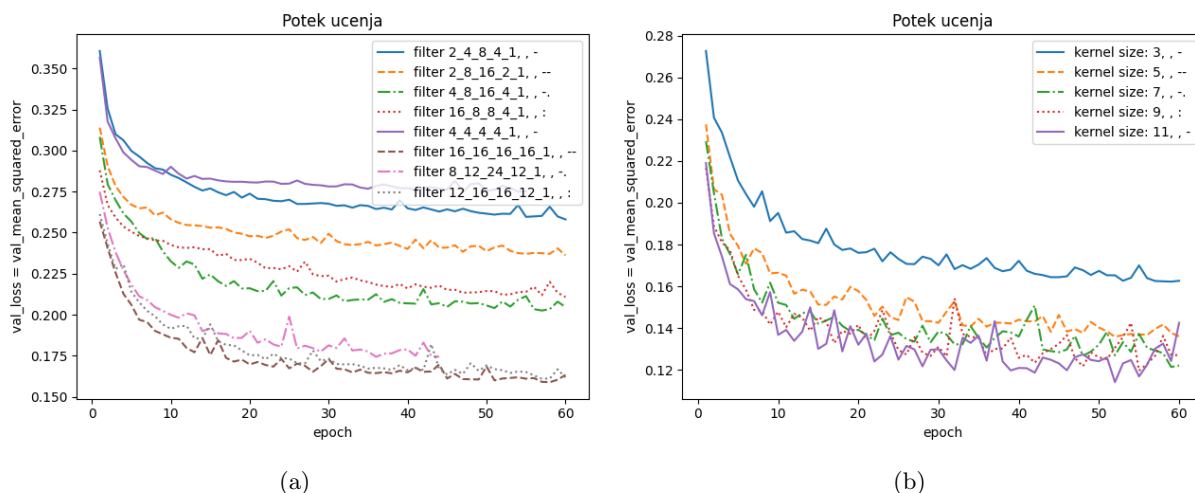 Potek ucenja
val_loss = val_mean_squared_error
0.350
0.325
0.300
0.275
0.250
0.225
0.200
0.175
0.150
filter 2_4_8_4_1, , -
filter 2_8_16_2_1, , --
filter 4_8_16_4_1, , -.
filter 16_8_8_4_1, , :
filter 4_4_4_4_1, , -
filter 16_16_16_16_1, , --
filter 8_12_24_12_1, , -.
filter 12_16_16_12_1, , :
0 10 20 30 40 50 60
epoch
(a)
Potek ucenja
val_loss = val_mean_squared_error
0.28
0.26
0.24
0.22
0.20
0.18
0.16
0.14
0.12
kernel size: 3, , -
kernel size: 5, , --
kernel size: 7, , -.
kernel size: 9, , :
kernel size: 11, , -
0 10 20 30 40 50 60
epoch
(b)